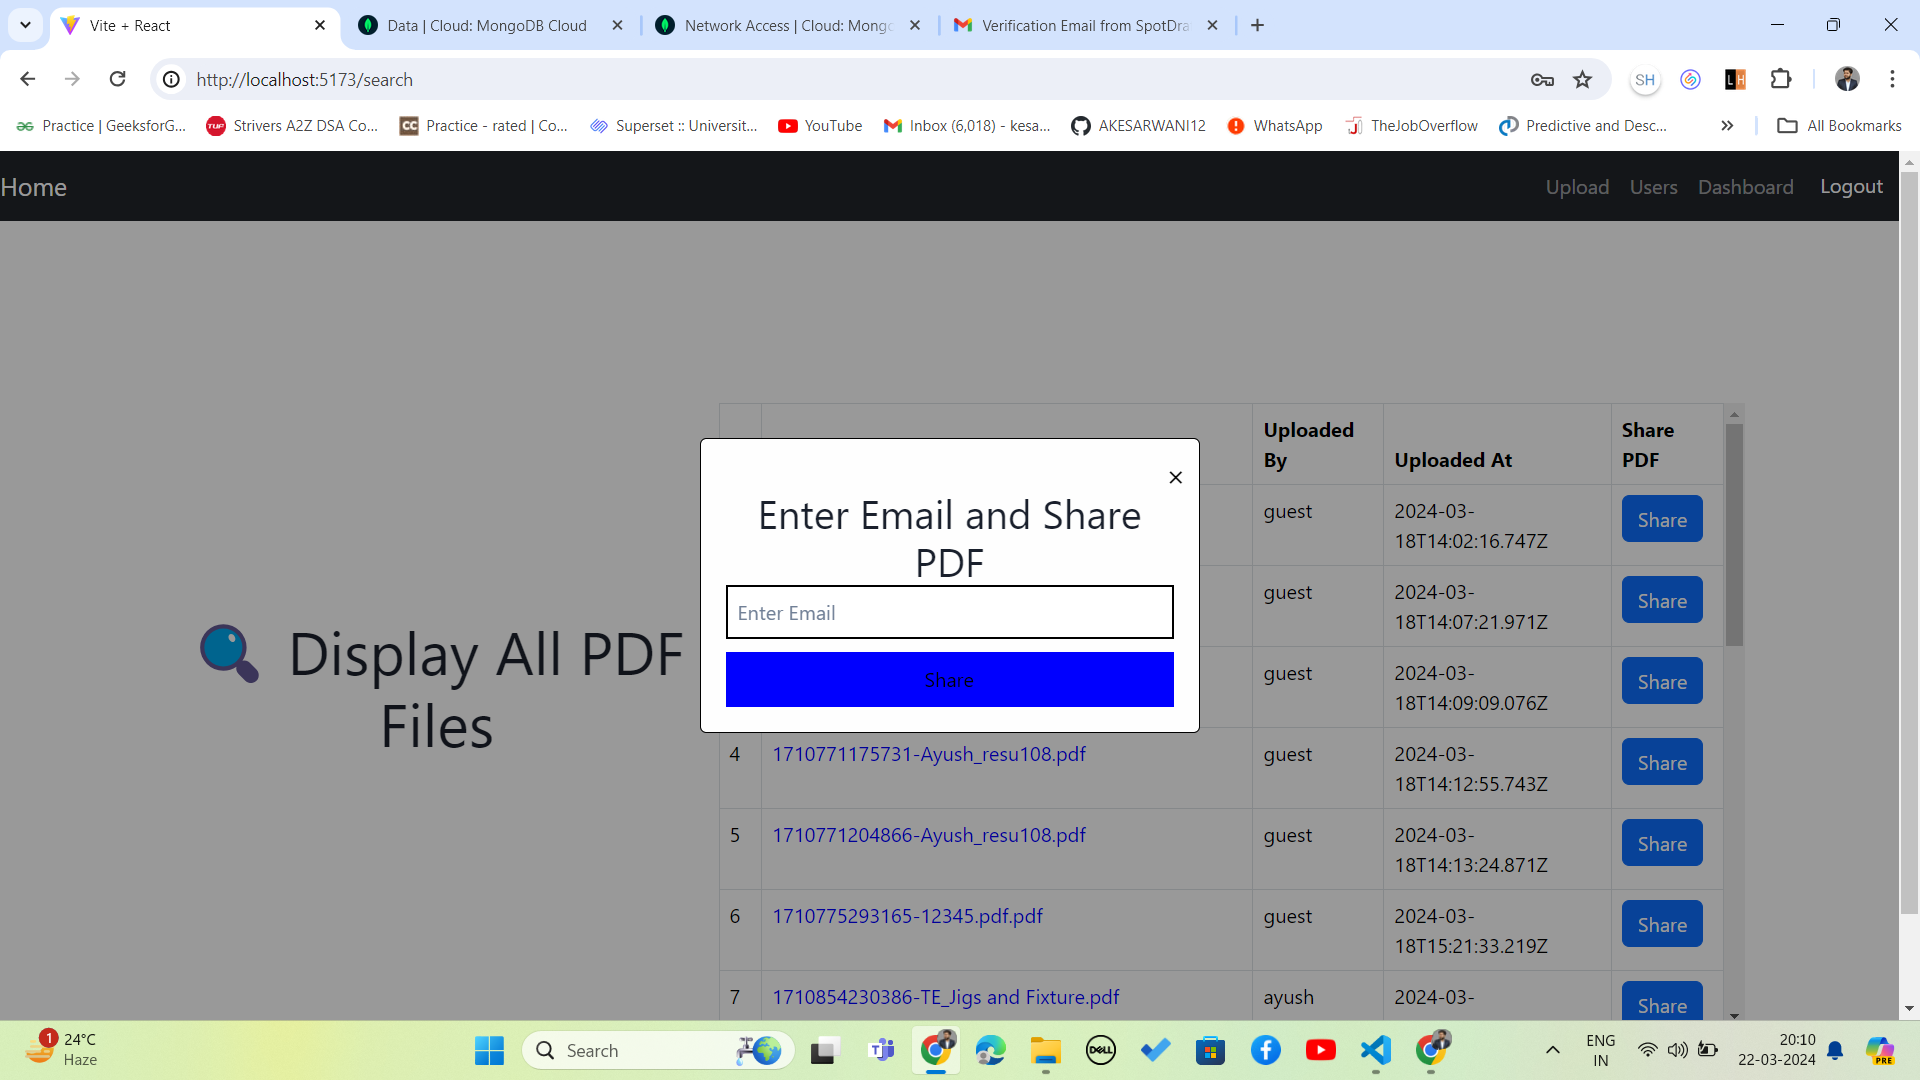 Vite + React
Data | Cloud: MongoDB Cloud
Network Access | Cloud: Mong
Verification Email from SpotDra
http://localhost:5173/search
SH
LH
Practice | GeeksforG...
TUF
Strivers A2Z DSA Co...
CC
Practice - rated | Co...
Superset :: Universit...
YouTube
Inbox (6,018) - kesa...
AKESARWANI12
WhatsApp
TheJobOverflow
Predictive and Desc...
All Bookmarks
Home
Upload
Users
Dashboard
Logout
Display All PDF
Files
Uploaded
By
Uploaded At
Share
PDF
guest
2024-03-
18T14:02:16.747Z
Share
guest
2024-03-
18T14:07:21.971Z
Share
guest
2024-03-
18T14:09:09.076Z
Share
Enter Email and Share
PDF
Enter Email
Share
4
1710771175731-Ayush_resu108.pdf
guest
2024-03-
18T14:12:55.743Z
Share
5
1710771204866-Ayush_resu108.pdf
guest
2024-03-
18T14:13:24.871Z
Share
6
1710775293165-12345.pdf.pdf
guest
2024-03-
18T15:21:33.219Z
Share
7
1710854230386-TE_Jigs and Fixture.pdf
ayush
2024-03-
Share
1
24°C
Haze
Search
DELL
ENG
IN
20:10
22-03-2024
PRE